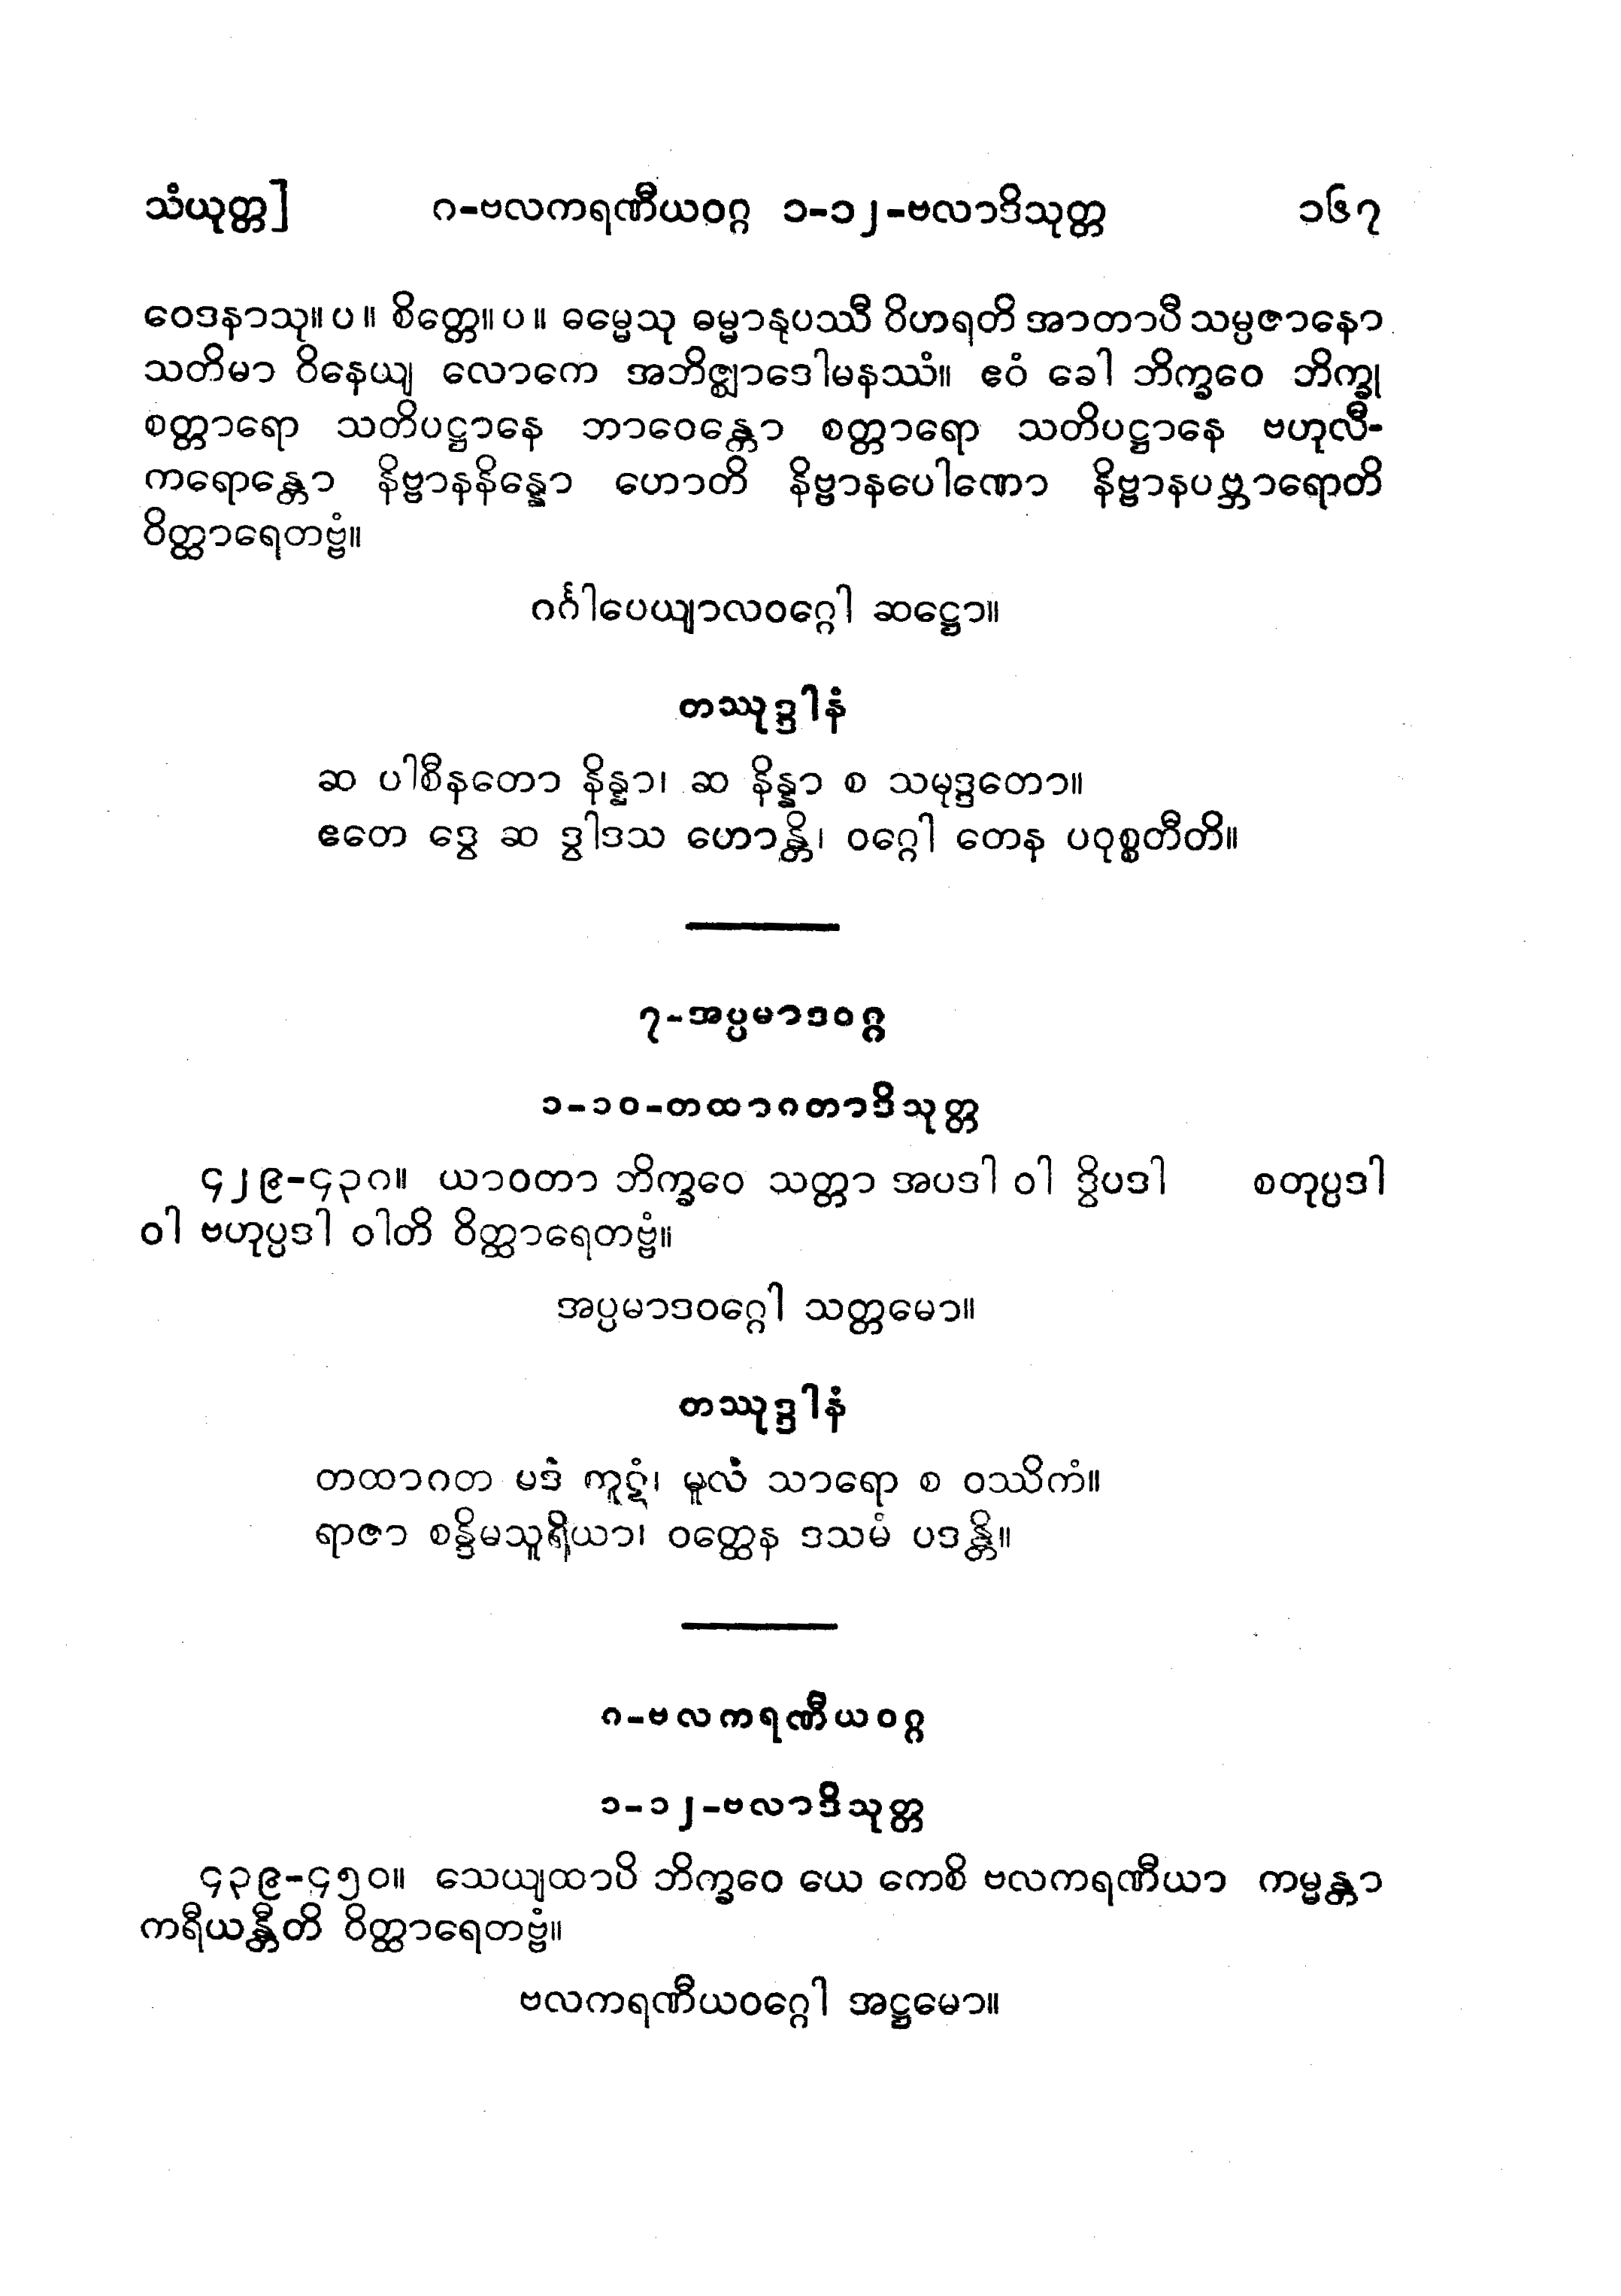 သံယုတ္တ] ဂ-ဗလကရဏီယဝဂ္ဂ ၁-၁၂-ဗလာဒိသုတ္တ ၁၆၇
ဝေဒနာသု။ ပ ။ စိတ္တေ။ ပ ။ ဓမ္မေသု ဓမ္မာနုပဿီ ဝိဟရတိ အာတာပီ သမ္ပဇာနော
သတိမာ ဝိနေယျ လောကေ အဘိဇ္ဈာဒေါမနဿံ။ ဧဝံ ခေါ ဘိက္ခဝေ ဘိက္ခု
စတ္တာရော သတိပဋ္ဌာနေ ဘာဝေန္တော စတ္တာရော သတိပဋ္ဌာနေ ဗဟုလီ-
ကရောန္တော နိဗ္ဗာနနိန္နော ဟောတိ နိဗ္ဗာနပေါဏော နိဗ္ဗာနပဗ္ဘာရောတိ
ဝိတ္ထာရေတဗ္ဗံ။
ဂင်္ဂါပေယျာလဝဂ္ဂေါ ဆဋ္ဌော။
တဿုဒ္ဒါနံ
ဆ ပါစီနတော နိန္နာ၊ ဆ နိန္နာ စ သမုဒ္ဒတော။
ဧတေ ဒွေ ဆ ဒွါဒသ ဟောန္တိ၊ ဝဂ္ဂေါ တေန ပဝုစ္စတီတိ။
၇-အပ္ပမာဒဝဂ္ဂ
၁-၁၀-တထာဂတာဒိသုတ္တ
၄၂၉-၄၃ဂ။ ယာဝတာ ဘိက္ခဝေ သတ္တာ အပဒါ ဝါ ဒွိပဒါ စတုပ္ပဒါ
ဝါ ဗဟုပ္ပဒါ ဝါတိ ဝိတ္ထာရေတဗ္ဗံ။
အပ္ပမာဒဝဂ္ဂေါ သတ္တမော။
တဿုဒ္ဒါနံ
တထာဂတ ပဒံ ကူဋံ၊ မူလံ သာရော စ ဝဿိကံ။
ရာဇာ စန္ဒိမသူရိယာ၊ ဝတ္ထေန ဒသမံ ပဒန္တိ။
ဂ-ဗလကရဏီယဝဂ္ဂ
၁-၁၂-ဗလာဒိသုတ္တ
၄၃၉-၄၅၀။ သေယျထာပိ ဘိက္ခဝေ ယေ ကေစိ ဗလကရဏီယာ ကမ္မန္တာ
ကရီယန္တီတိ ဝိတ္ထာရေတဗ္ဗံ။
ဗလကရဏီယဝဂ္ဂေါ အဋ္ဌမော။